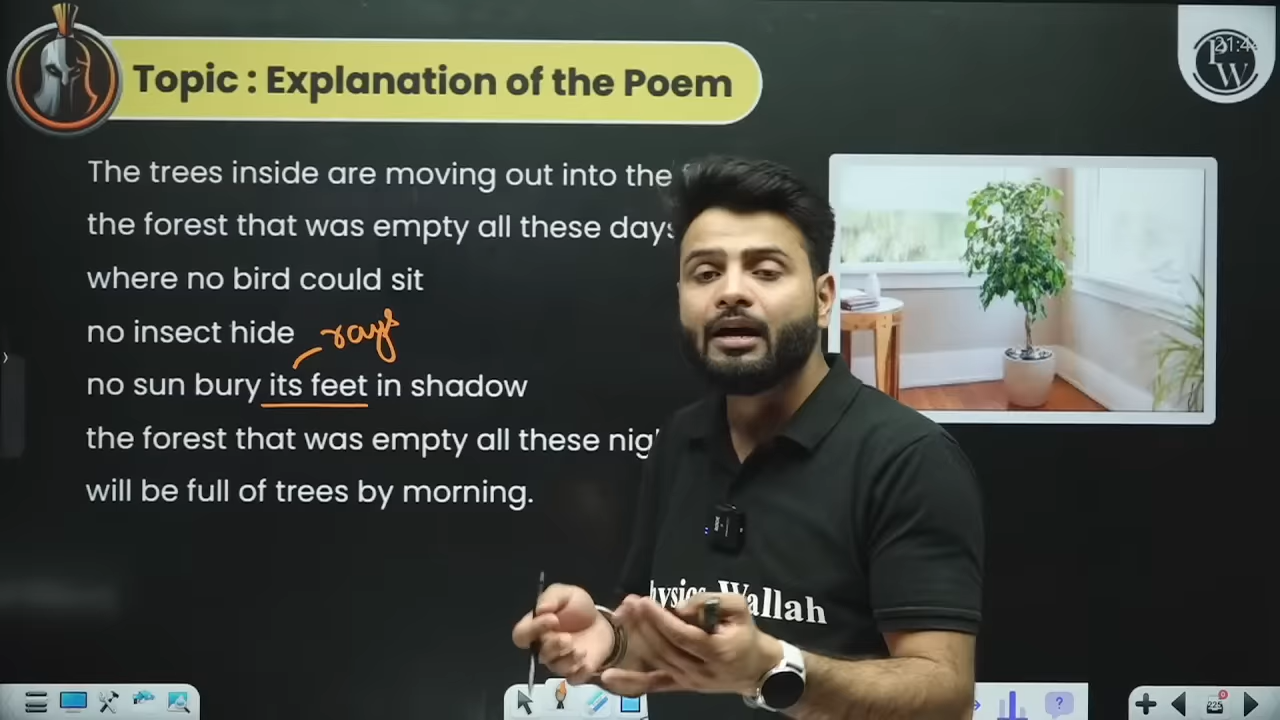 Topic : Explanation of the Poem
The trees inside are moving out into the
the forest that was empty all these days
where no bird could sit
no insect hide
rays
no sun bury its feet in shadow
the forest that was empty all these
will be full of trees by morning.
Wallah
PW
225